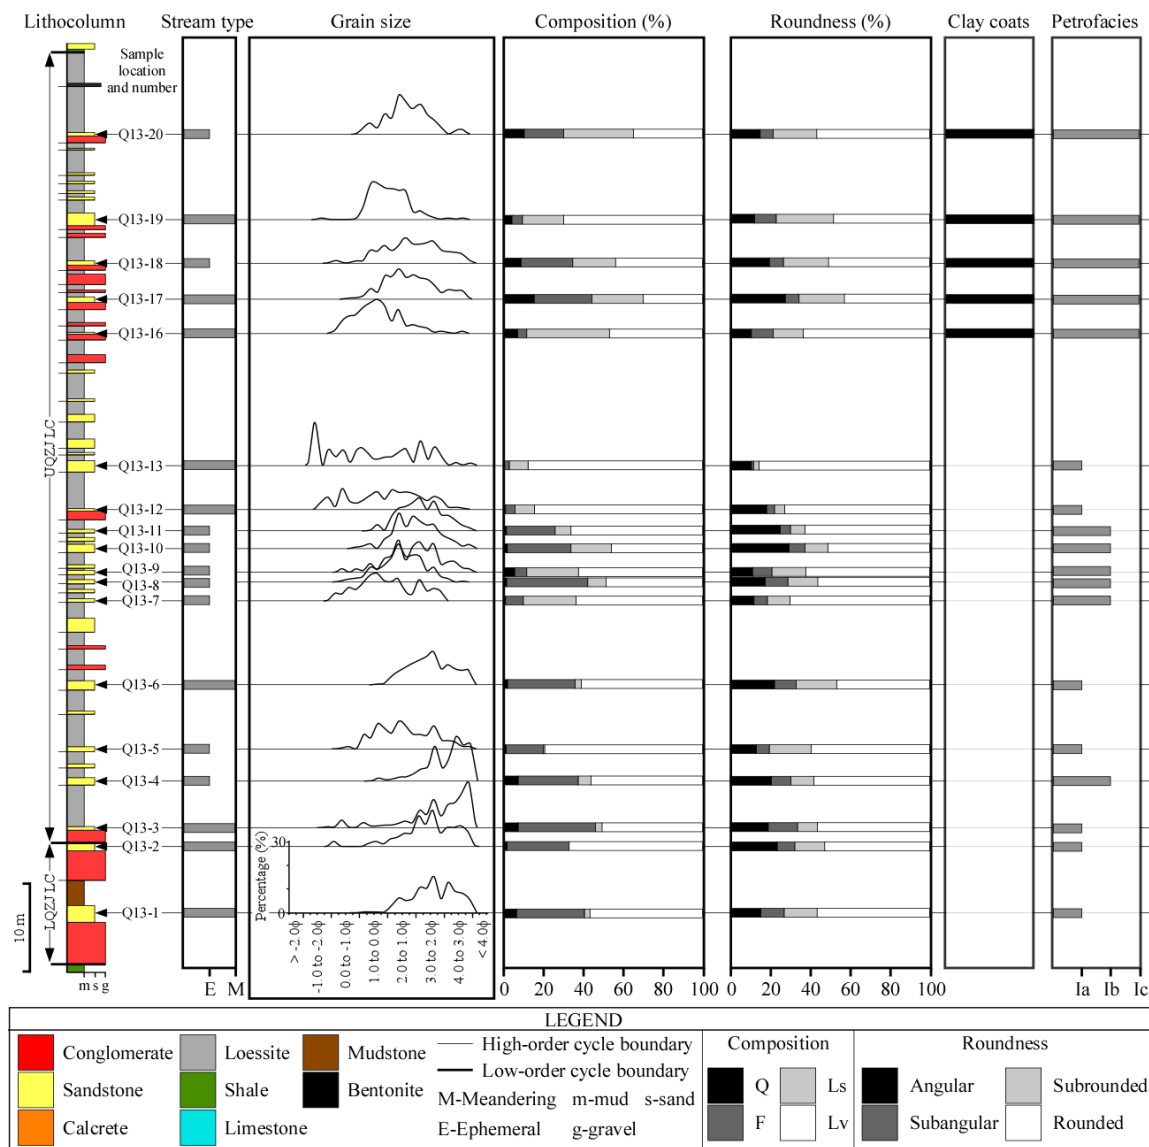 Lithocolumn Stream type Grain size Composition (%) Roundness (%) Clay coats Petrofacies
Sample
location
and number
Q13-20
Q13-19
Q13-18
Q13-17
Q13-16
UQZJ LC
Q13-13
Q13-12
Q13-11
Q13-10
Q13-9
Q13-8
Q13-7
Q13-6
Q13-5
Q13-4
Q13-3
Q13-2
Q13-1
LQZJ LC
10 m
m s g
E M
Percentage (%)
30
0
> -2.0ϕ
-1.0 to -2.0ϕ
0.0 to -1.0ϕ
1.0 to 0.0ϕ
2.0 to 1.0ϕ
3.0 to 2.0ϕ
4.0 to 3.0ϕ
< 4.0ϕ
0 20 40 60 80 100
0 20 40 60 80 100
Ia Ib Ic
LEGEND
Conglomerate Loessite Mudstone
Sandstone Shale Bentonite
Calcrete Limestone
High-order cycle boundary
Low-order cycle boundary
M-Meandering m-mud s-sand
E-Ephemeral g-gravel
Composition
Q Ls
F Lv
Roundness
Angular Subrounded
Subangular Rounded